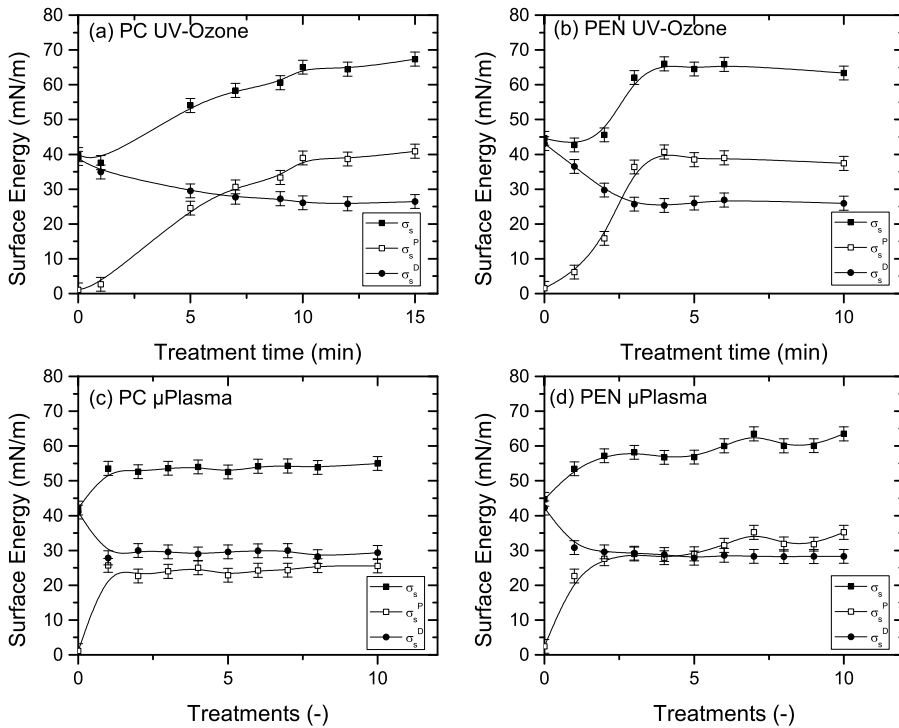 (a) PC UV-Ozone
Surface Energy (mN/m)
80
70
60
50
40
30
20
10
0
0 5 10 15
Treatment time (min)
σsP
σs
σsP
σsD
(b) PEN UV-Ozone
Surface Energy (mN/m)
80
70
60
50
40
30
20
10
0
0 5 10
Treatment time (min)
σs
σsP
σsD
(c) PC µPlasma
Surface Energy (mN/m)
80
70
60
50
40
30
20
10
0
0 5 10
Treatments (-)
σs
σsP
σsD
(d) PEN µPlasma
Surface Energy (mN/m)
80
70
60
50
40
30
20
10
0
0 5 10
Treatments (-)
σs
σsP
σsD